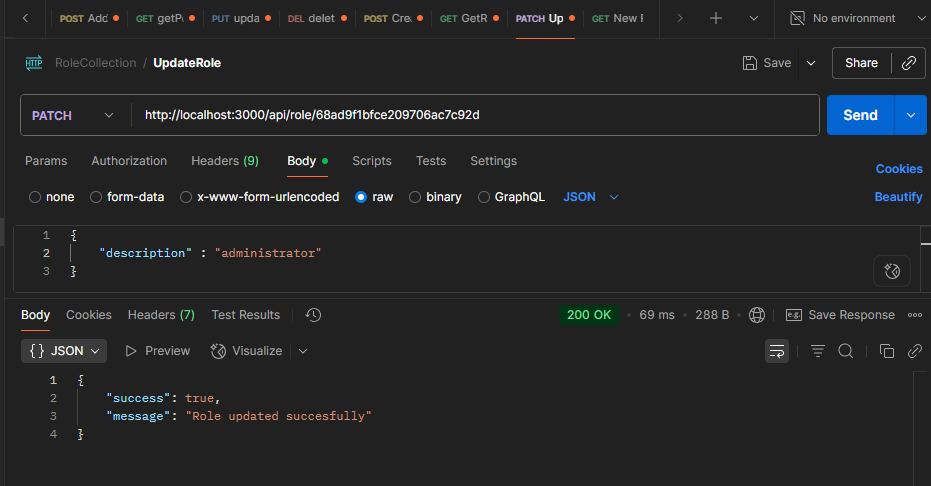 POST Add GET getPe PUT upda DEL delet POST Cre GET GetR PATCH Up GET New F No environment
HTTP RoleCollection / UpdateRole Save Share
PATCH http://localhost:3000/api/role/68ad9f1bfce209706ac7c92d Send
Params Authorization Headers (9) Body Scripts Tests Settings Cookies
none form-data x-www-form-urlencoded raw binary GraphQL JSON Beautify
1 {
2 "description" : "administrator"
3 }
Body Cookies Headers (7) Test Results 200 OK • 69 ms • 288 B • e.g. Save Response
{} JSON Preview Visualize
1 {
2 "success": true,
3 "message": "Role updated succesfully"
4 }